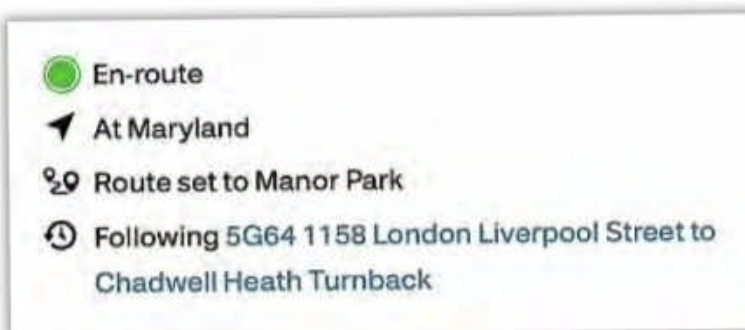 En-route
At Maryland
Route set to Manor Park
Following 5G64 1158 London Liverpool Street to
Chadwell Heath Turnback